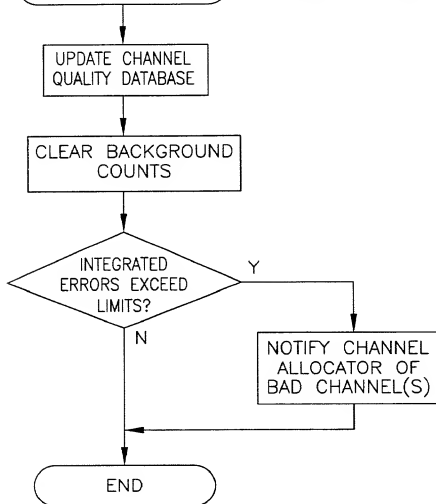 UPDATE CHANNEL
QUALITY DATABASE
CLEAR BACKGROUND
COUNTS
INTEGRATED
ERRORS EXCEED
LIMITS?
Y
N
NOTIFY CHANNEL
ALLOCATOR OF
BAD CHANNEL(S)
END